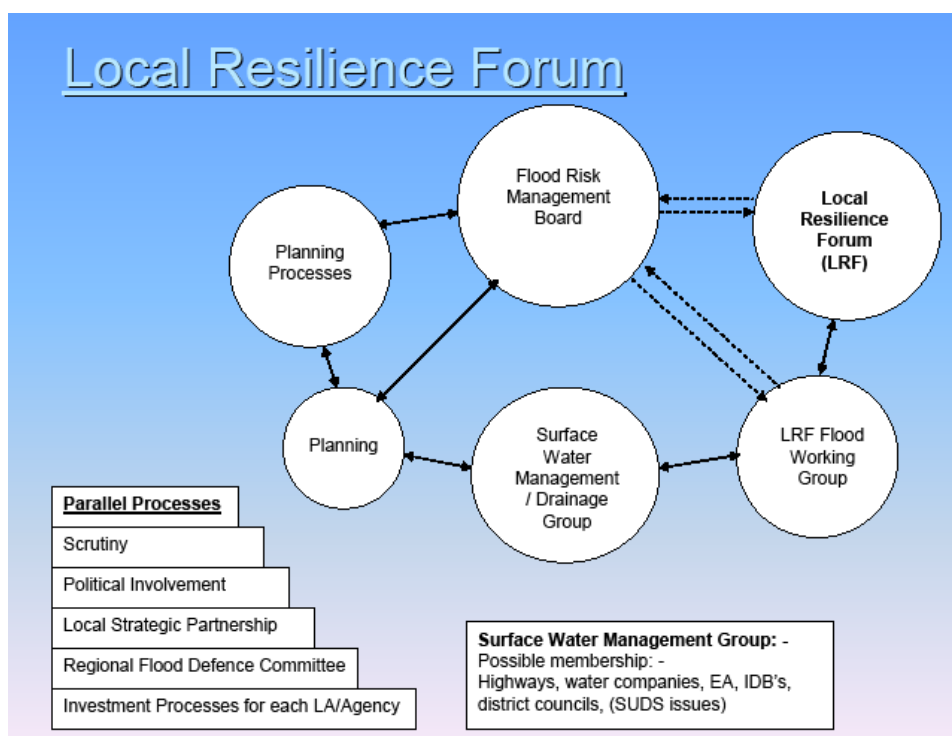 Local Resilience Forum
Flood Risk
Management
Board
Local
Resilience
Forum
(LRF)
Planning
Processes
Planning
Surface
Water
Management
/ Drainage
Group
LRF Flood
Working
Group
Parallel Processes
Scrutiny
Political Involvement
Local Strategic Partnership
Regional Flood Defence Committee
Investment Processes for each LA/Agency
Surface Water Management Group: -
Possible membership: -
Highways, water companies, EA, IDB's,
district councils, (SUDS issues)